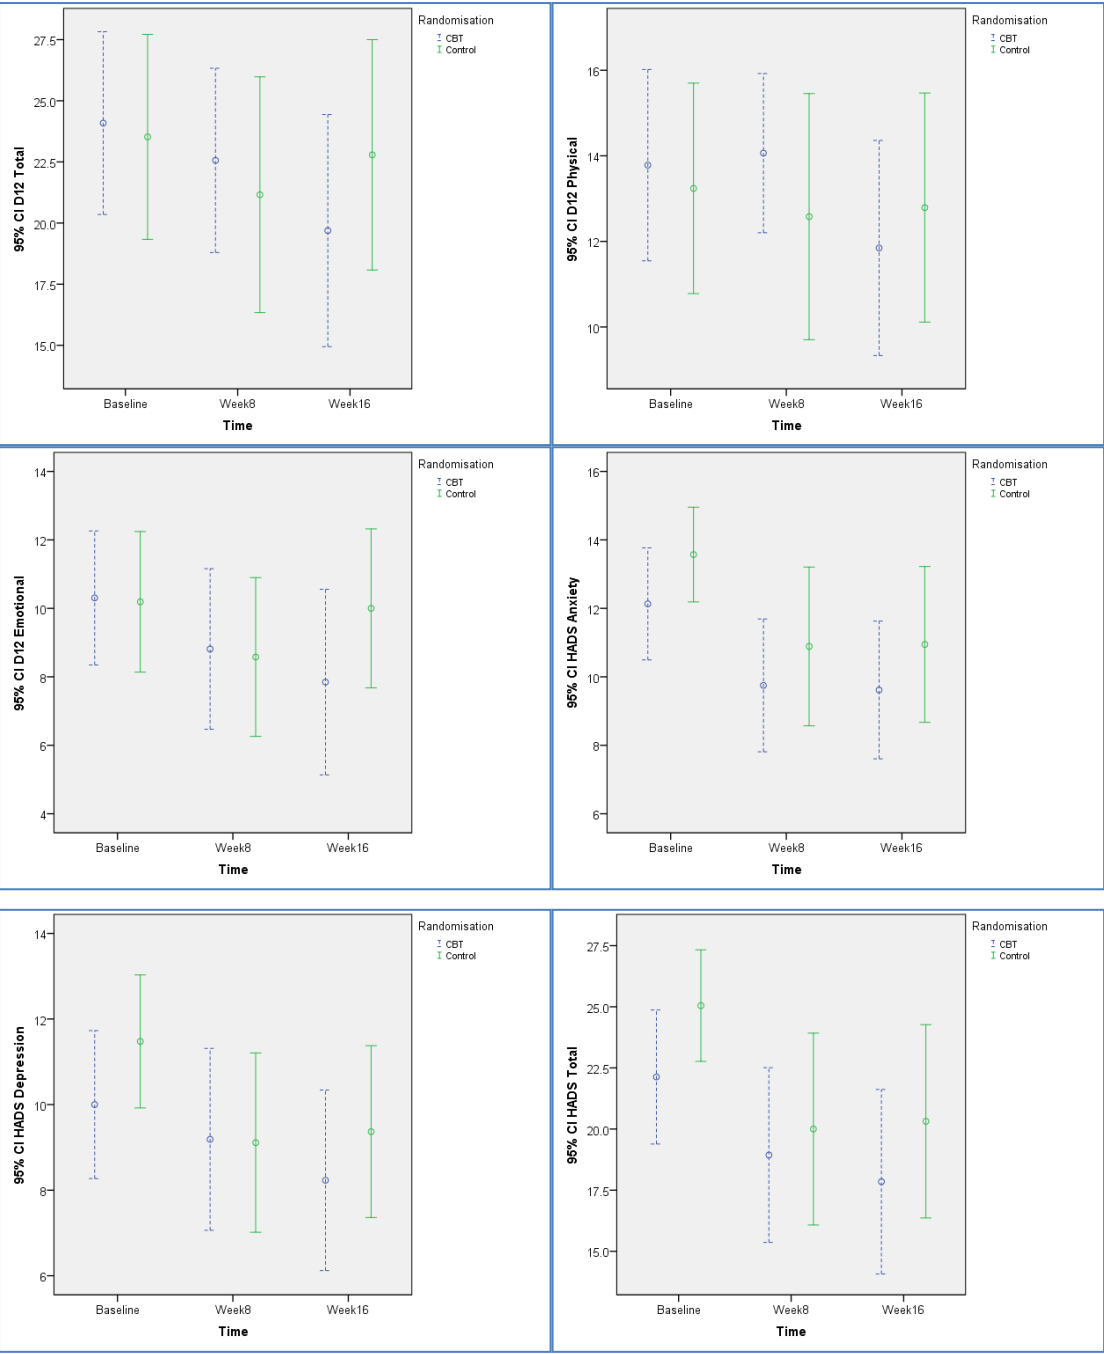 95% CI D12 Total
27.5
25.0
22.5
20.0
17.5
15.0
Baseline
Week8
Week16
Time
Randomisation
CBT
Control
95% CI D12 Physical
16
14
12
10
Baseline
Week8
Week16
Time
Randomisation
CBT
Control
95% CI D12 Emotional
14
12
10
8
6
4
Baseline
Week8
Week16
Time
Randomisation
CBT
Control
95% CI HADS Anxiety
16
14
12
10
8
6
Baseline
Week8
Week16
Time
Randomisation
CBT
Control
95% CI HADS Depression
14
12
10
8
6
Baseline
Week8
Week16
Time
Randomisation
CBT
Control
95% CI HADS Total
27.5
25.0
22.5
20.0
17.5
15.0
Baseline
Week8
Week16
Time
Randomisation
CBT
Control